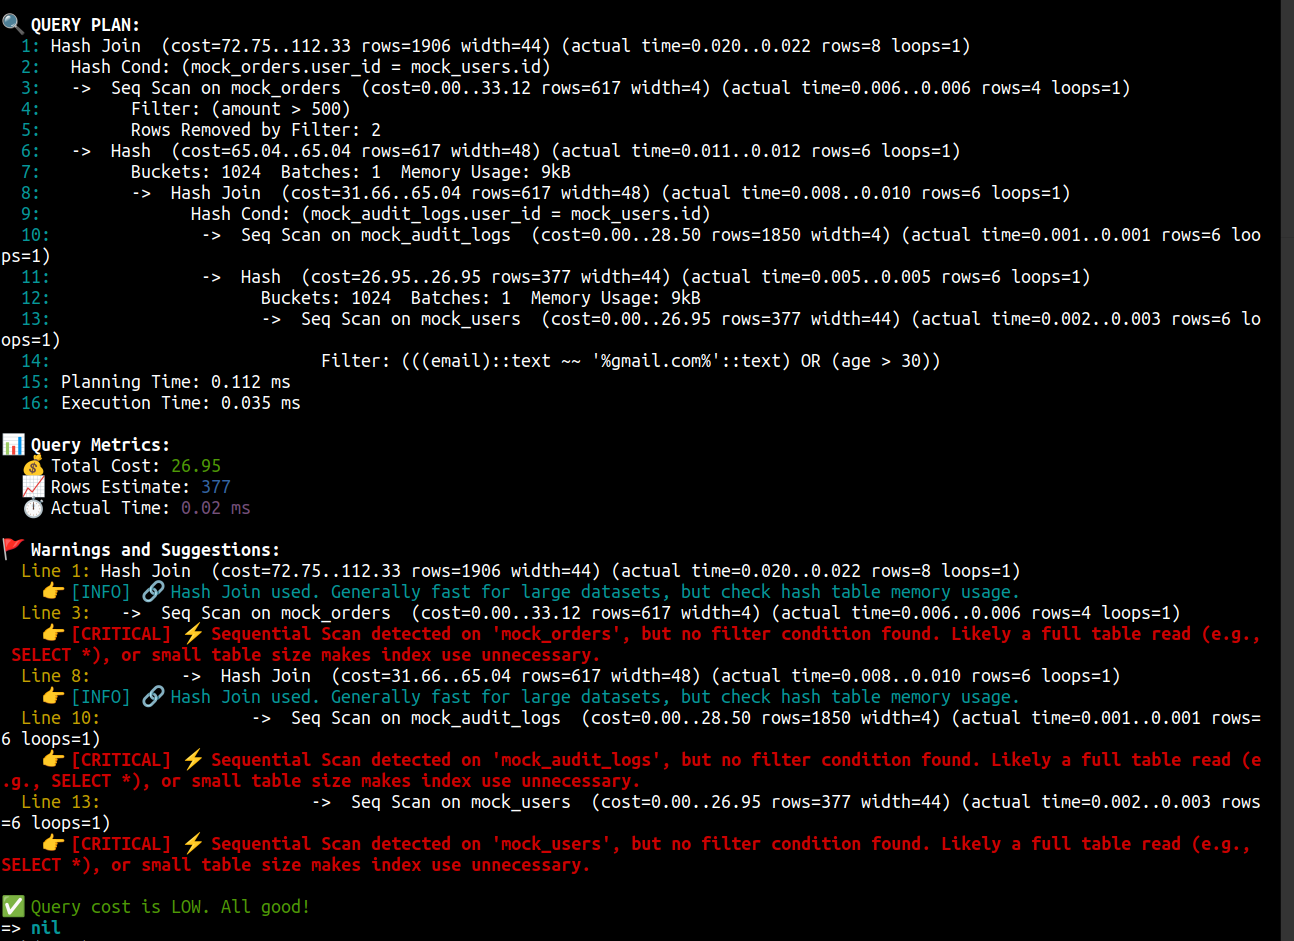 🔍 QUERY PLAN:
  1: Hash Join  (cost=72.75..112.33 rows=1906 width=44) (actual time=0.020..0.022 rows=8 loops=1)
  2:   Hash Cond: (mock_orders.user_id = mock_users.id)
  3:   ->  Seq Scan on mock_orders  (cost=0.00..33.12 rows=617 width=4) (actual time=0.006..0.006 rows=4 loops=1)
  4:         Filter: (amount > 500)
  5:         Rows Removed by Filter: 2
  6:   ->  Hash  (cost=65.04..65.04 rows=617 width=48) (actual time=0.011..0.012 rows=6 loops=1)
  7:         Buckets: 1024  Batches: 1  Memory Usage: 9kB
  8:         ->  Hash Join  (cost=31.66..65.04 rows=617 width=48) (actual time=0.008..0.010 rows=6 loops=1)
  9:               Hash Cond: (mock_audit_logs.user_id = mock_users.id)
  10:               ->  Seq Scan on mock_audit_logs  (cost=0.00..28.50 rows=1850 width=4) (actual time=0.001..0.001 rows=6 loo
ps=1)
  11:               ->  Hash  (cost=26.95..26.95 rows=377 width=44) (actual time=0.005..0.005 rows=6 loops=1)
  12:                     Buckets: 1024  Batches: 1  Memory Usage: 9kB
  13:                     ->  Seq Scan on mock_users  (cost=0.00..26.95 rows=377 width=44) (actual time=0.002..0.003 rows=6 lo
ops=1)
  14:                           Filter: (((email)::text ~~ '%gmail.com%'::text) OR (age > 30))
  15: Planning Time: 0.112 ms
  16: Execution Time: 0.035 ms
📊 Query Metrics:
  💰 Total Cost: 26.95
  📈 Rows Estimate: 377
  ⏱️ Actual Time: 0.02 ms
🚩 Warnings and Suggestions:
  Line 1: Hash Join  (cost=72.75..112.33 rows=1906 width=44) (actual time=0.020..0.022 rows=8 loops=1)
    👉 [INFO] 🔗 Hash Join used. Generally fast for large datasets, but check hash table memory usage.
  Line 3:   ->  Seq Scan on mock_orders  (cost=0.00..33.12 rows=617 width=4) (actual time=0.006..0.006 rows=4 loops=1)
    👉 [CRITICAL] ⚡ Sequential Scan detected on 'mock_orders', but no filter condition found. Likely a full table read (e.g.,
 SELECT *), or small table size makes index use unnecessary.
  Line 8:         ->  Hash Join  (cost=31.66..65.04 rows=617 width=48) (actual time=0.008..0.010 rows=6 loops=1)
    👉 [INFO] 🔗 Hash Join used. Generally fast for large datasets, but check hash table memory usage.
  Line 10:               ->  Seq Scan on mock_audit_logs  (cost=0.00..28.50 rows=1850 width=4) (actual time=0.001..0.001 rows=
6 loops=1)
    👉 [CRITICAL] ⚡ Sequential Scan detected on 'mock_audit_logs', but no filter condition found. Likely a full table read (e
.g., SELECT *), or small table size makes index use unnecessary.
  Line 13:                     ->  Seq Scan on mock_users  (cost=0.00..26.95 rows=377 width=44) (actual time=0.002..0.003 rows
=6 loops=1)
    👉 [CRITICAL] ⚡ Sequential Scan detected on 'mock_users', but no filter condition found. Likely a full table read (e.g.,
SELECT *), or small table size makes index use unnecessary.
✅ Query cost is LOW. All good!
=> nil